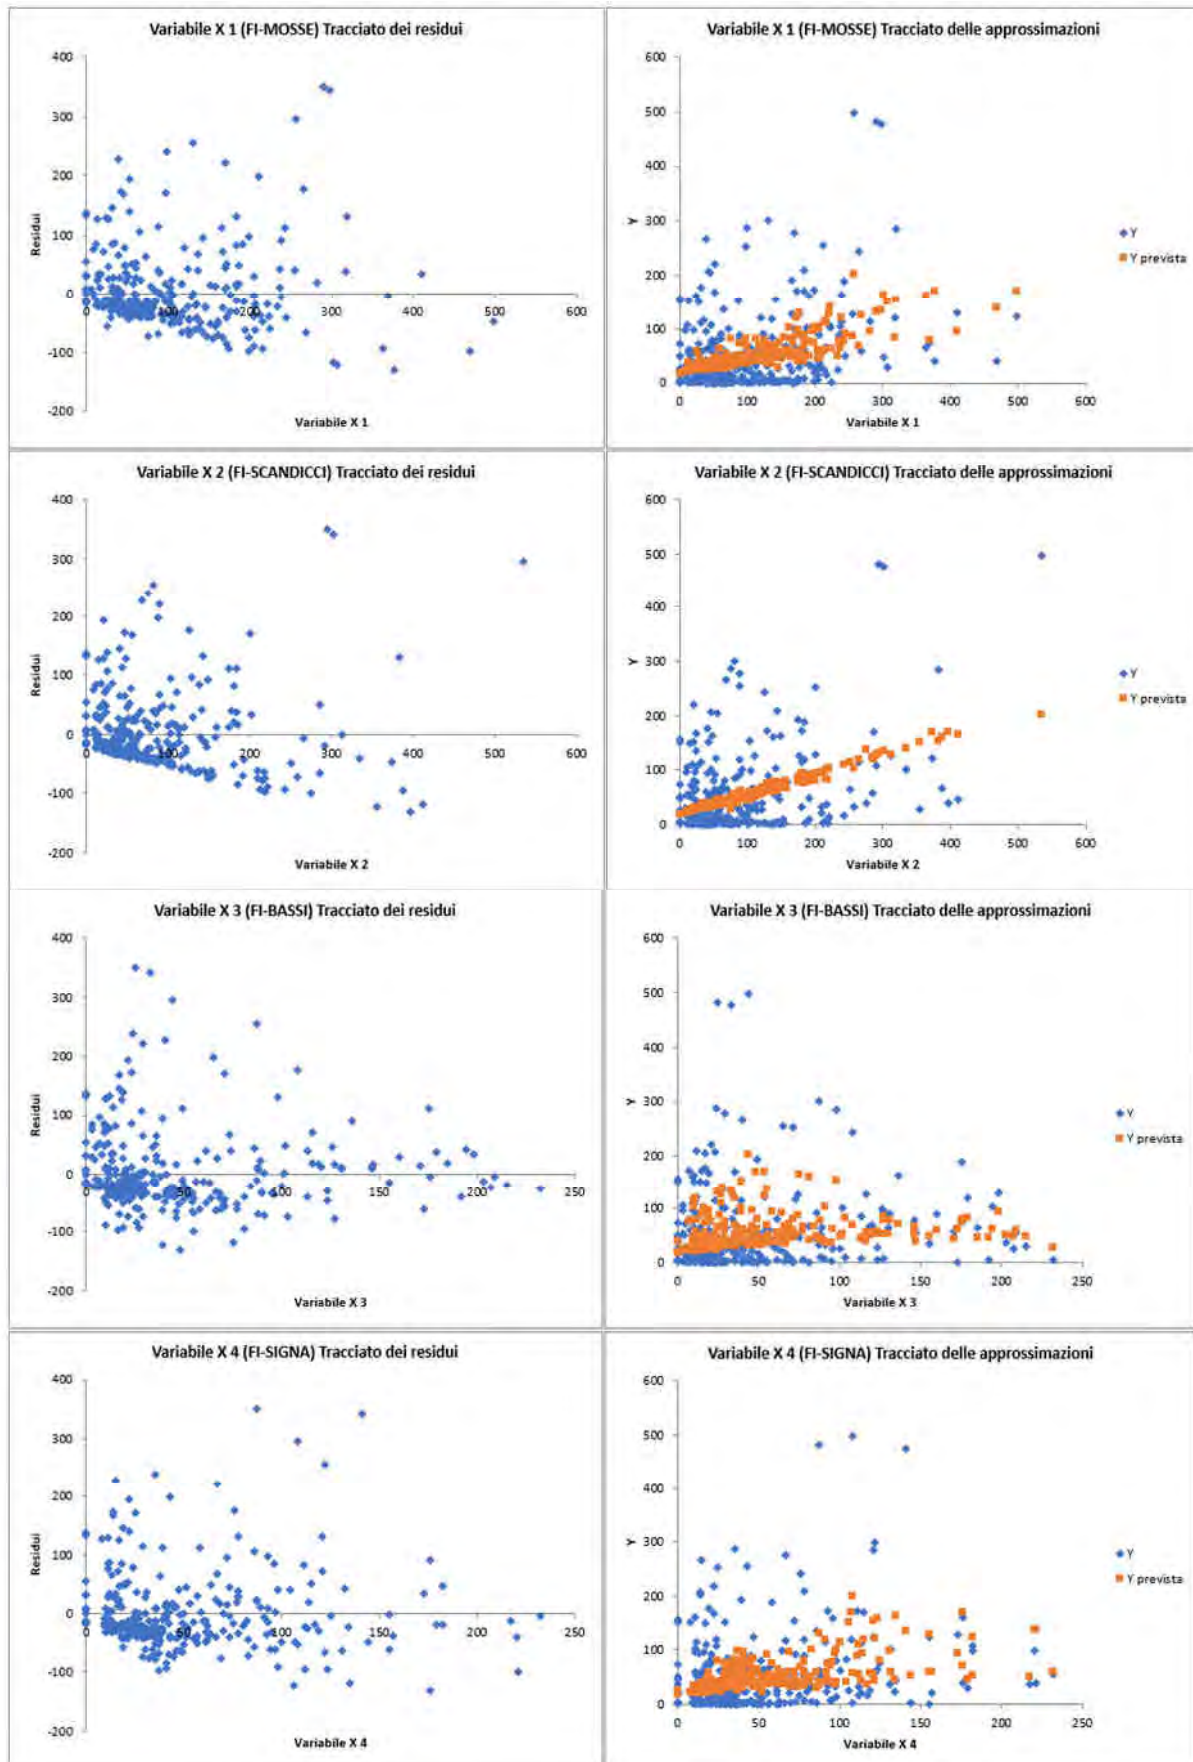 Variabile X 1 (FI-MOSSE) Tracciato dei residui
400
300
200
100
0
-100
-200
0 100 200 300 400 500 600
Residui
Variabile X 1
Variabile X 1 (FI-MOSSE) Tracciato delle approssimazioni
600
500
400
300
200
100
0
0 100 200 300 400 500 600
Y
Variabile X 1
Y
Y prevista
Variabile X 2 (FI-SCANDICCI) Tracciato dei residui
400
300
200
100
0
-100
-200
0 100 200 300 400 500 600
Residui
Variabile X 2
Variabile X 2 (FI-SCANDICCI) Tracciato delle approssimazioni
600
500
400
300
200
100
0
0 100 200 300 400 500 600
Y
Variabile X 2
Y
Y prevista
Variabile X 3 (FI-BASSI) Tracciato dei residui
400
300
200
100
0
-100
-200
0 50 100 150 200 250
Residui
Variabile X 3
Variabile X 3 (FI-BASSI) Tracciato delle approssimazioni
600
500
400
300
200
100
0
0 50 100 150 200 250
Y
Variabile X 3
Y
Y prevista
Variabile X 4 (FI-SIGNA) Tracciato dei residui
400
300
200
100
0
-100
-200
0 50 100 150 200 250
Residui
Variabile X 4
Variabile X 4 (FI-SIGNA) Tracciato delle approssimazioni
600
500
400
300
200
100
0
0 50 100 150 200 250
Y
Variabile X 4
Y
Y prevista